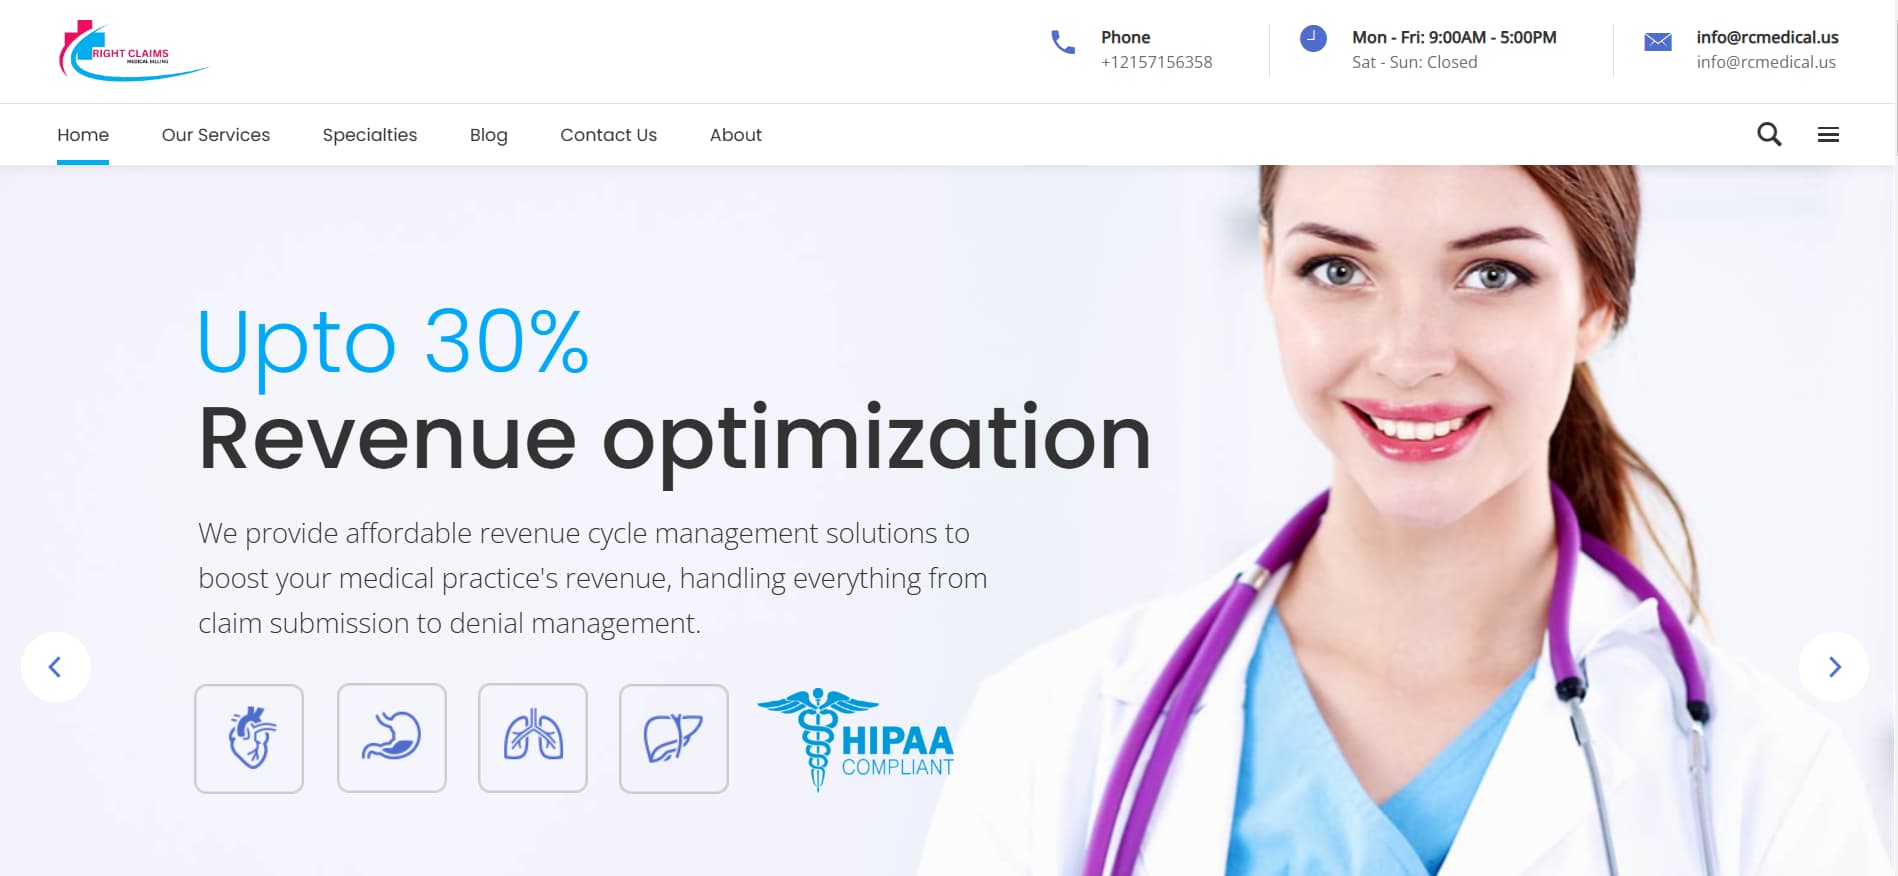 RIGHT CLAIMS
MEDICAL BILLING
Phone
+12157156358
Mon - Fri: 9:00AM - 5:00PM
Sat - Sun: Closed
info@rcmedical.us
info@rcmedical.us
Home
Our Services
Specialties
Blog
Contact Us
About
Upto 30%
Revenue optimization
We provide affordable revenue cycle management solutions to
boost your medical practice's revenue, handling everything from
claim submission to denial management.
HIPAA
COMPLIANT